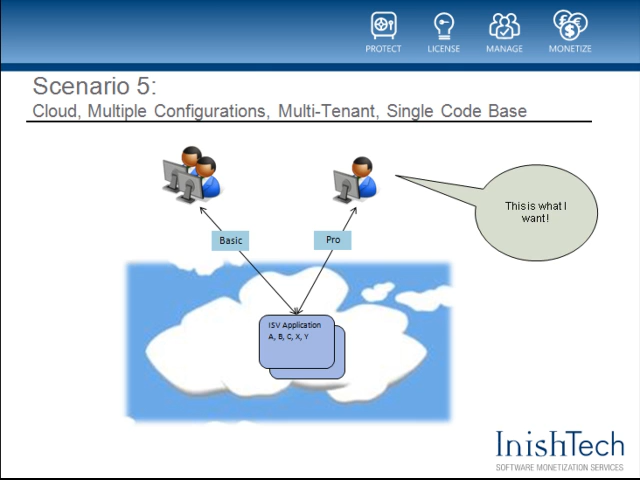 PROTECT LICENSE MANAGE MONETIZE
Scenario 5:
Cloud, Multiple Configurations, Multi-Tenant, Single Code Base
This is what I
want!
Basic
Pro
ISV Application
A, B, C, X, Y
InishTech
SOFTWARE MONETIZATION SERVICES